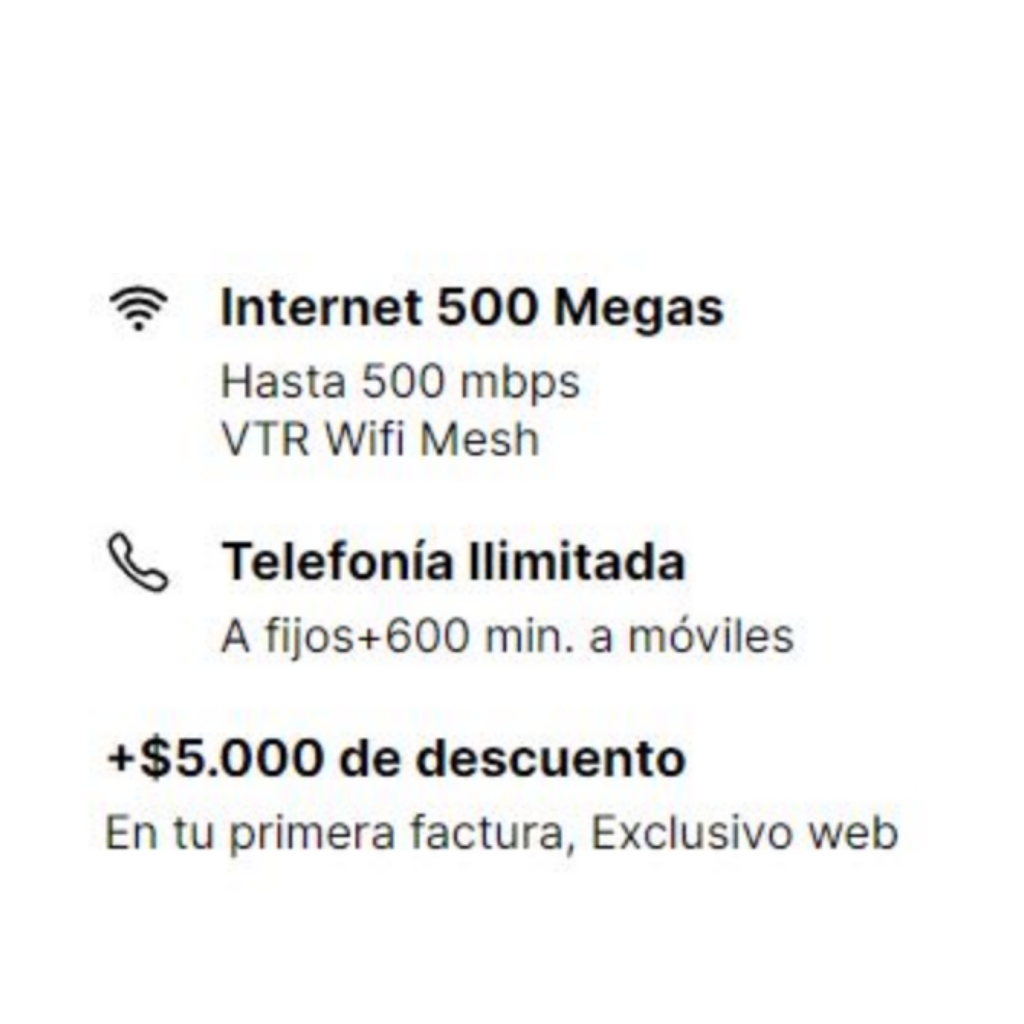 Internet 500 Megas
Hasta 500 mbps
VTR Wifi Mesh
Telefonía Ilimitada
A fijos+600 min. a móviles
+$5.000 de descuento
En tu primera factura, Exclusivo web